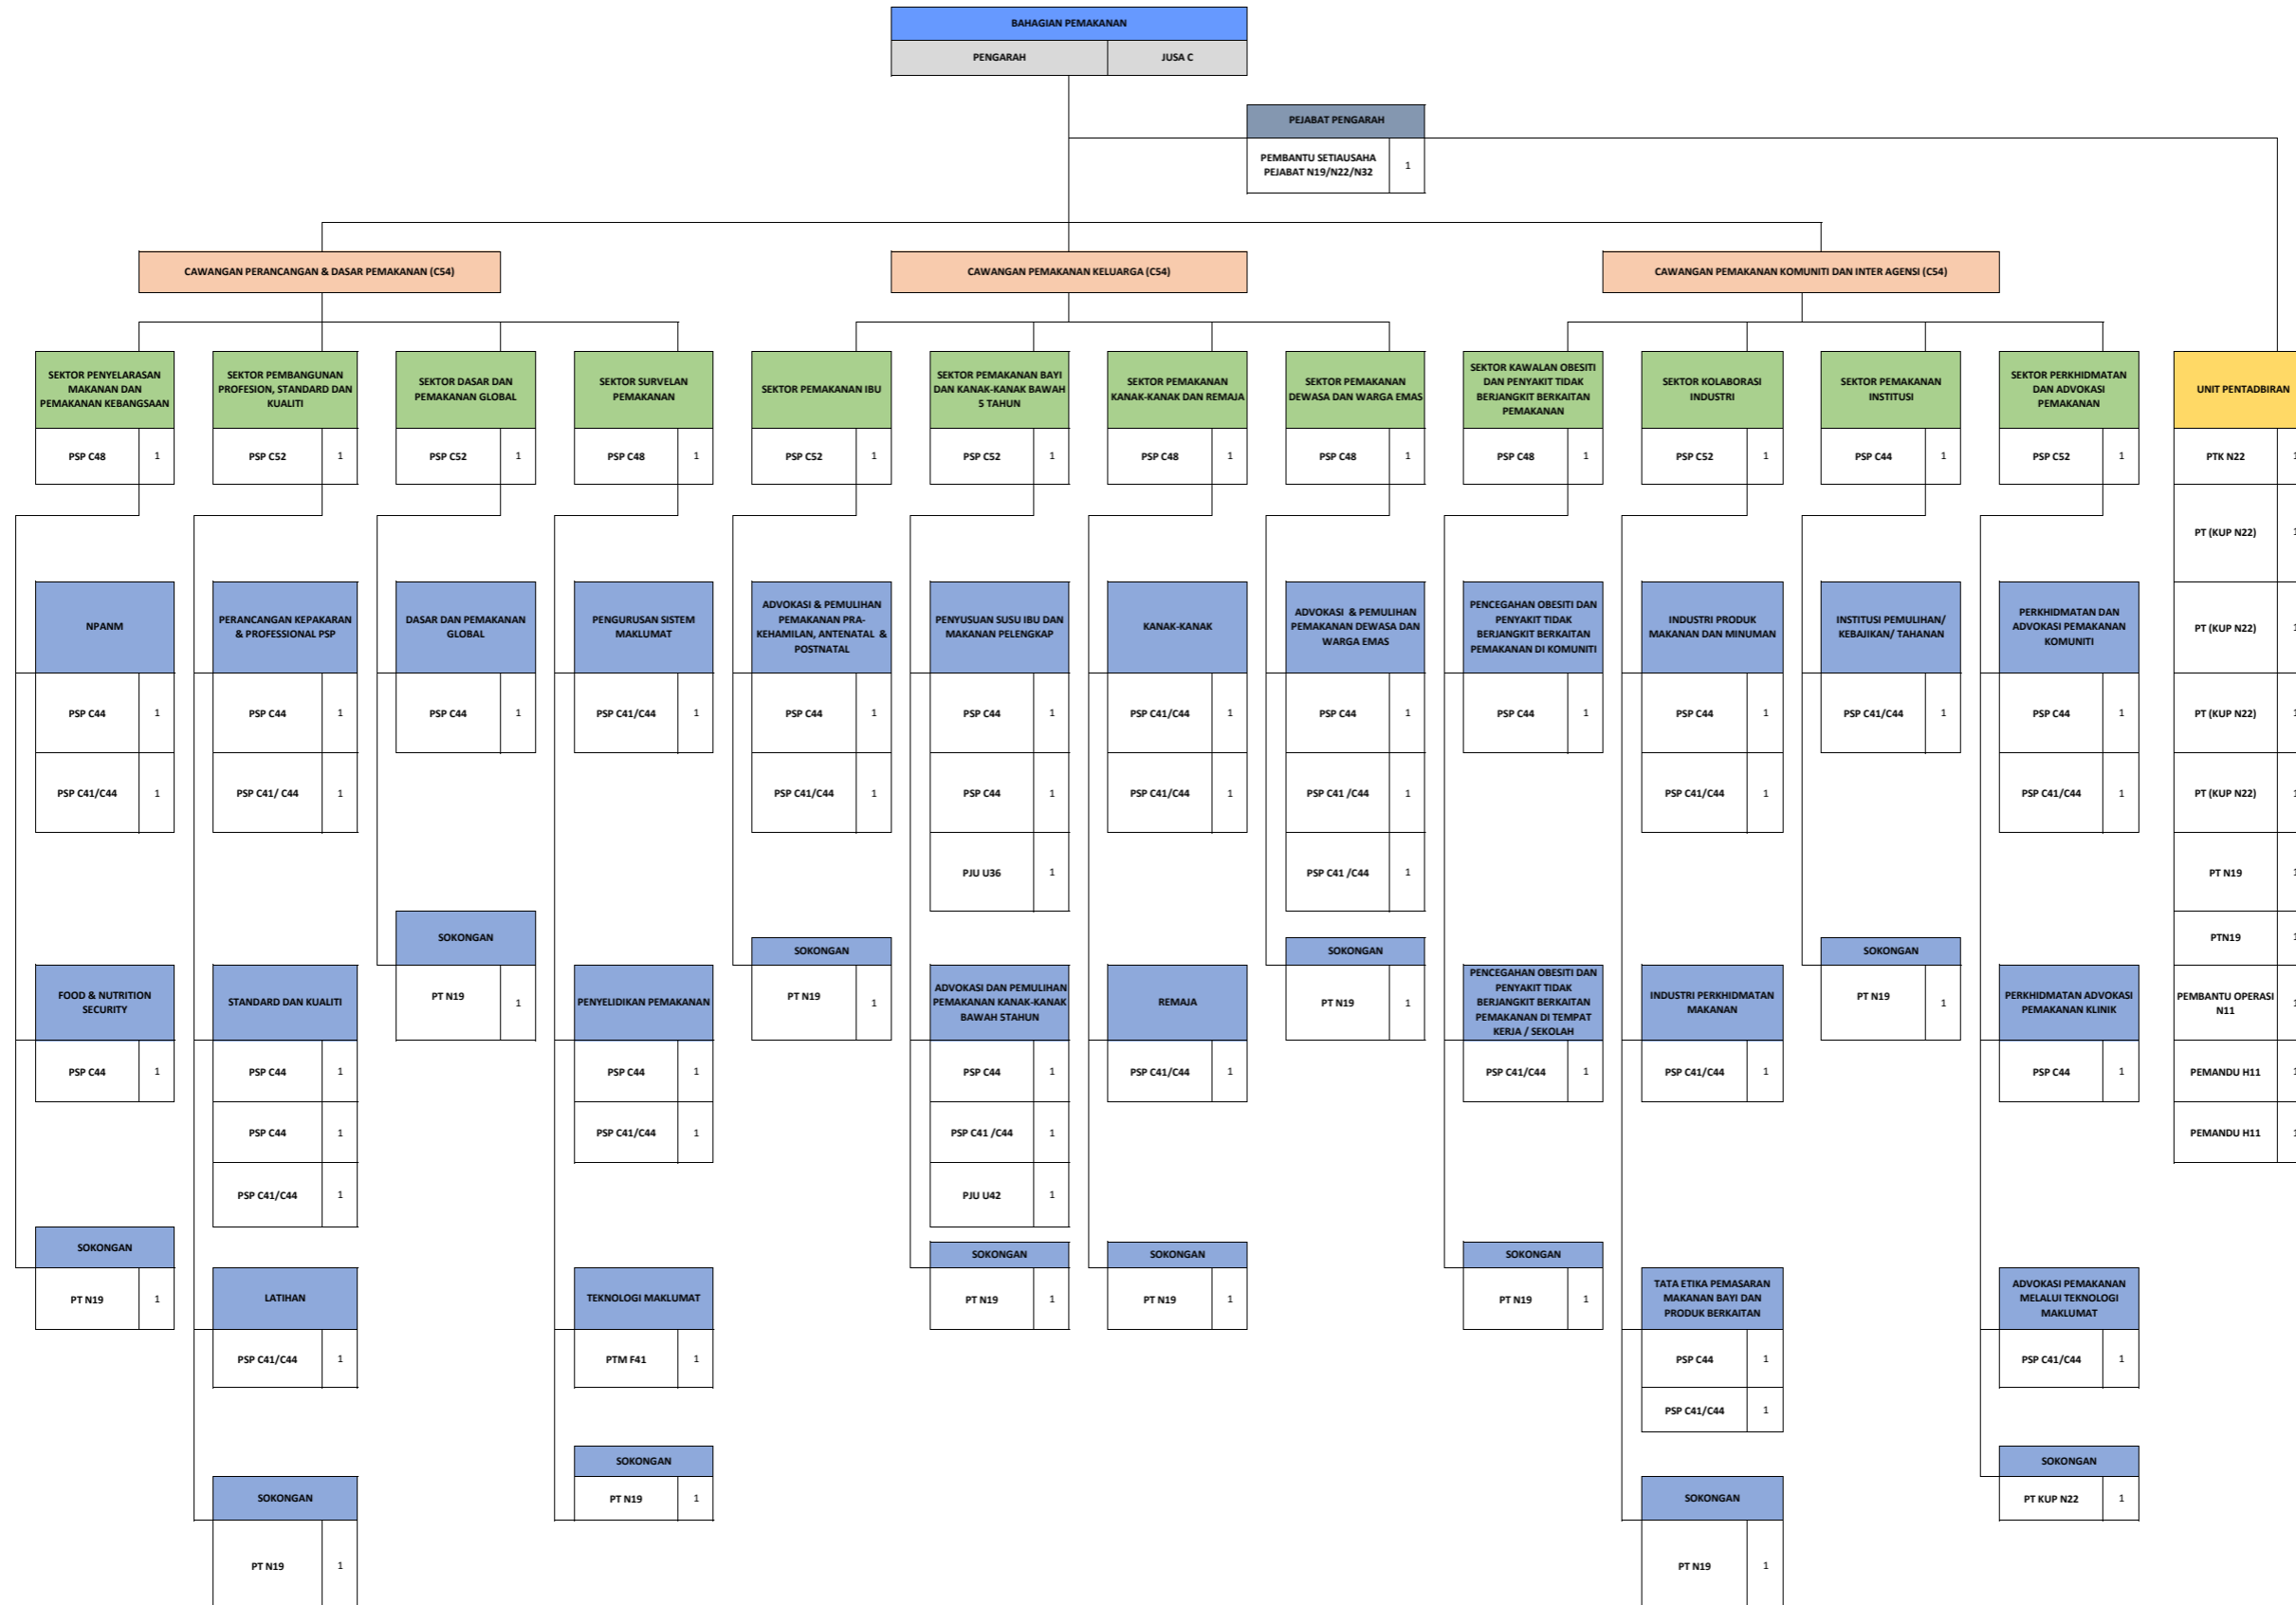 BAHAGIAN PEMAKANAN
PENGARAH JUSA C
PEJABAT PENGARAH
PEMBANTU SETIAUSAHA
PEJABAT N19/N22/N32
1
CAWANGAN PERANCANGAN & DASAR PEMAKANAN (C54)
CAWANGAN PEMAKANAN KELUARGA (C54)
CAWANGAN PEMAKANAN KOMUNITI DAN INTER AGENSI (C54)
SEKTOR PENYELARASAN
MAKANAN DAN
PEMAKANAN KEBANGSAAN
PSP C48 1
NPANM
PSP C44 1
PSP C41/C44 1
FOOD & NUTRITION
SECURITY
PSP C44 1
SOKONGAN
PT N19 1
SEKTOR PEMBANGUNAN
PROFESION, STANDARD DAN
KUALITI
PSP C52 1
PERANCANGAN KEPAKARAN
& PROFESSIONAL PSP
PSP C44 1
PSP C41/ C44 1
STANDARD DAN KUALITI
PSP C44 1
PSP C44 1
PSP C41/C44 1
LATIHAN
PSP C41/C44 1
SOKONGAN
PT N19 1
SEKTOR DASAR DAN
PEMAKANAN GLOBAL
PSP C52 1
DASAR DAN PEMAKANAN
GLOBAL
PSP C44 1
SOKONGAN
PT N19 1
SEKTOR SURVELAN
PEMAKANAN
PSP C48 1
PENGURUSAN SISTEM
MAKLUMAT
PSP C41/C44 1
PENYELIDIKAN PEMAKANAN
PSP C44 1
PSP C41/C44 1
TEKNOLOGI MAKLUMAT
PTM F41 1
SOKONGAN
PT N19 1
SEKTOR PEMAKANAN IBU
PSP C52 1
ADVOKASI & PEMULIHAN
PEMAKANAN PRA-
KEHAMILAN, ANTENATAL &
POSTNATAL
PSP C44 1
PSP C41/C44 1
SOKONGAN
PT N19 1
SEKTOR PEMAKANAN BAYI
DAN KANAK-KANAK BAWAH
5 TAHUN
PSP C52 1
PENYUSUAN SUSU IBU DAN
MAKANAN PELENGKAP
PSP C44 1
PSP C44 1
PJU U36 1
ADVOKASI DAN PEMULIHAN
PEMAKANAN KANAK-KANAK
BAWAH 5TAHUN
PSP C44 1
PSP C41 /C44 1
PJU U42 1
SOKONGAN
PT N19 1
SEKTOR PEMAKANAN
KANAK-KANAK DAN REMAJA
PSP C48 1
KANAK-KANAK
PSP C41/C44 1
PSP C41/C44 1
REMAJA
PSP C41/C44 1
SOKONGAN
PT N19 1
SEKTOR PEMAKANAN
DEWASA DAN WARGA EMAS
PSP C48 1
ADVOKASI & PEMULIHAN
PEMAKANAN DEWASA DAN
WARGA EMAS
PSP C44 1
PSP C41 /C44 1
PSP C41 /C44 1
SOKONGAN
PT N19 1
SEKTOR KAWALAN OBESITI
DAN PENYAKIT TIDAK
BERJANGKIT BERKAITAN
PEMAKANAN
PSP C48 1
PENCEGAHAN OBESITI DAN
PENYAKIT TIDAK
BERJANGKIT BERKAITAN
PEMAKANAN DI KOMUNITI
PSP C44 1
PENCEGAHAN OBESITI DAN
PENYAKIT TIDAK
BERJANGKIT BERKAITAN
PEMAKANAN DI TEMPAT
KERJA / SEKOLAH
PSP C41/C44 1
SOKONGAN
PT N19 1
SEKTOR KOLABORASI
INDUSTRI
PSP C52 1
INDUSTRI PRODUK
MAKANAN DAN MINUMAN
PSP C44 1
PSP C41/C44 1
INDUSTRI PERKHIDMATAN
MAKANAN
PSP C41/C44 1
TATA ETIKA PEMASARAN
MAKANAN BAYI DAN
PRODUK BERKAITAN
PSP C44 1
PSP C41/C44 1
SOKONGAN
PT N19 1
SEKTOR PEMAKANAN
INSTITUSI
PSP C44 1
INSTITUSI PEMULIHAN/
KEBAJIKAN/ TAHANAN
PSP C41/C44 1
SOKONGAN
PT N19 1
SEKTOR PERKHIDMATAN
DAN ADVOKASI
PEMAKANAN
PSP C52 1
PERKHIDMATAN DAN
ADVOKASI PEMAKANAN
KOMUNITI
PSP C44 1
PSP C41/C44 1
PERKHIDMATAN ADVOKASI
PEMAKANAN KLINIK
PSP C44 1
ADVOKASI PEMAKANAN
MELALUI TEKNOLOGI
MAKLUMAT
PSP C41/C44 1
SOKONGAN
PT KUP N22 1
UNIT PENTADBIRAN
PTK N22 1
PT (KUP N22) 1
PT (KUP N22) 1
PT (KUP N22) 1
PT (KUP N22) 1
PT N19 1
PTN19 1
PEMBANTU OPERASI
N11
1
PEMANDU H11 1
PEMANDU H11 1